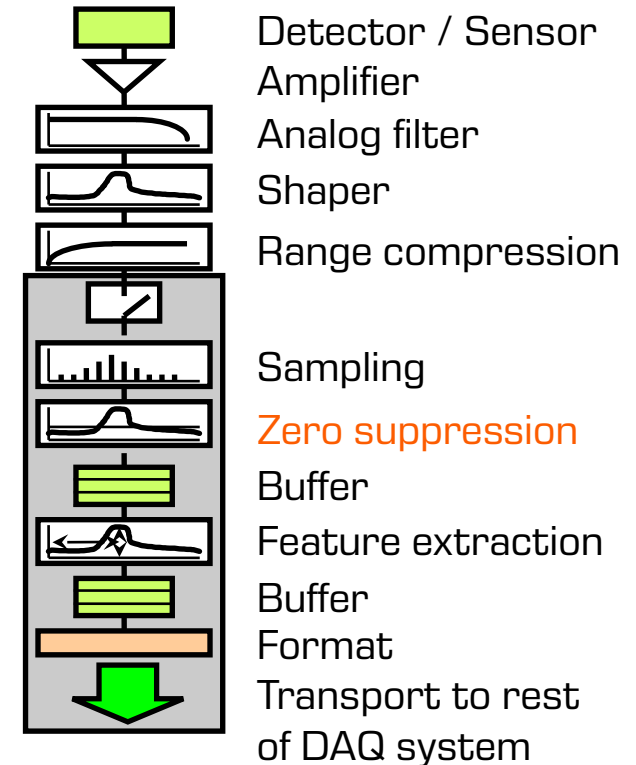 Detector / Sensor
Amplifier
Analog filter
Shaper
Range compression
Sampling
Zero suppression
Buffer
Feature extraction
Buffer
Format
Transport to rest
of DAQ system